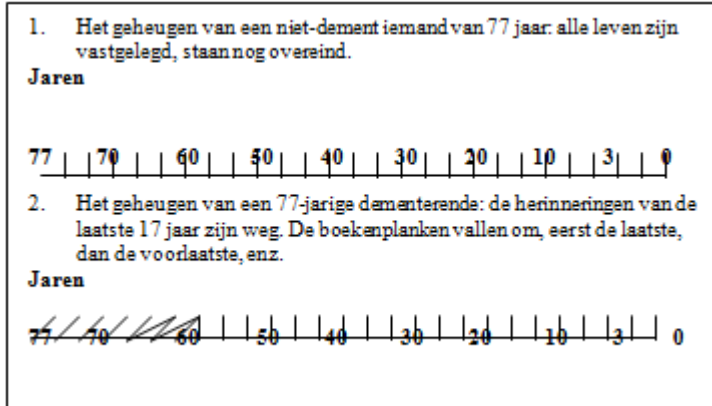 1. Het geheugen van een niet-dement iemand van 77 jaar: alle leven zijn
vastgelegd, staan nog overeind.
Jaren
77 70 60 50 40 30 20 10 3 0
2. Het geheugen van een 77-jarige dementerende: de herinneringen van de
laatste 17 jaar zijn weg. De boekenplanken vallen om, eerst de laatste,
dan de voorlaatste, enz.
Jaren
77 70 60 50 40 30 20 10 3 0